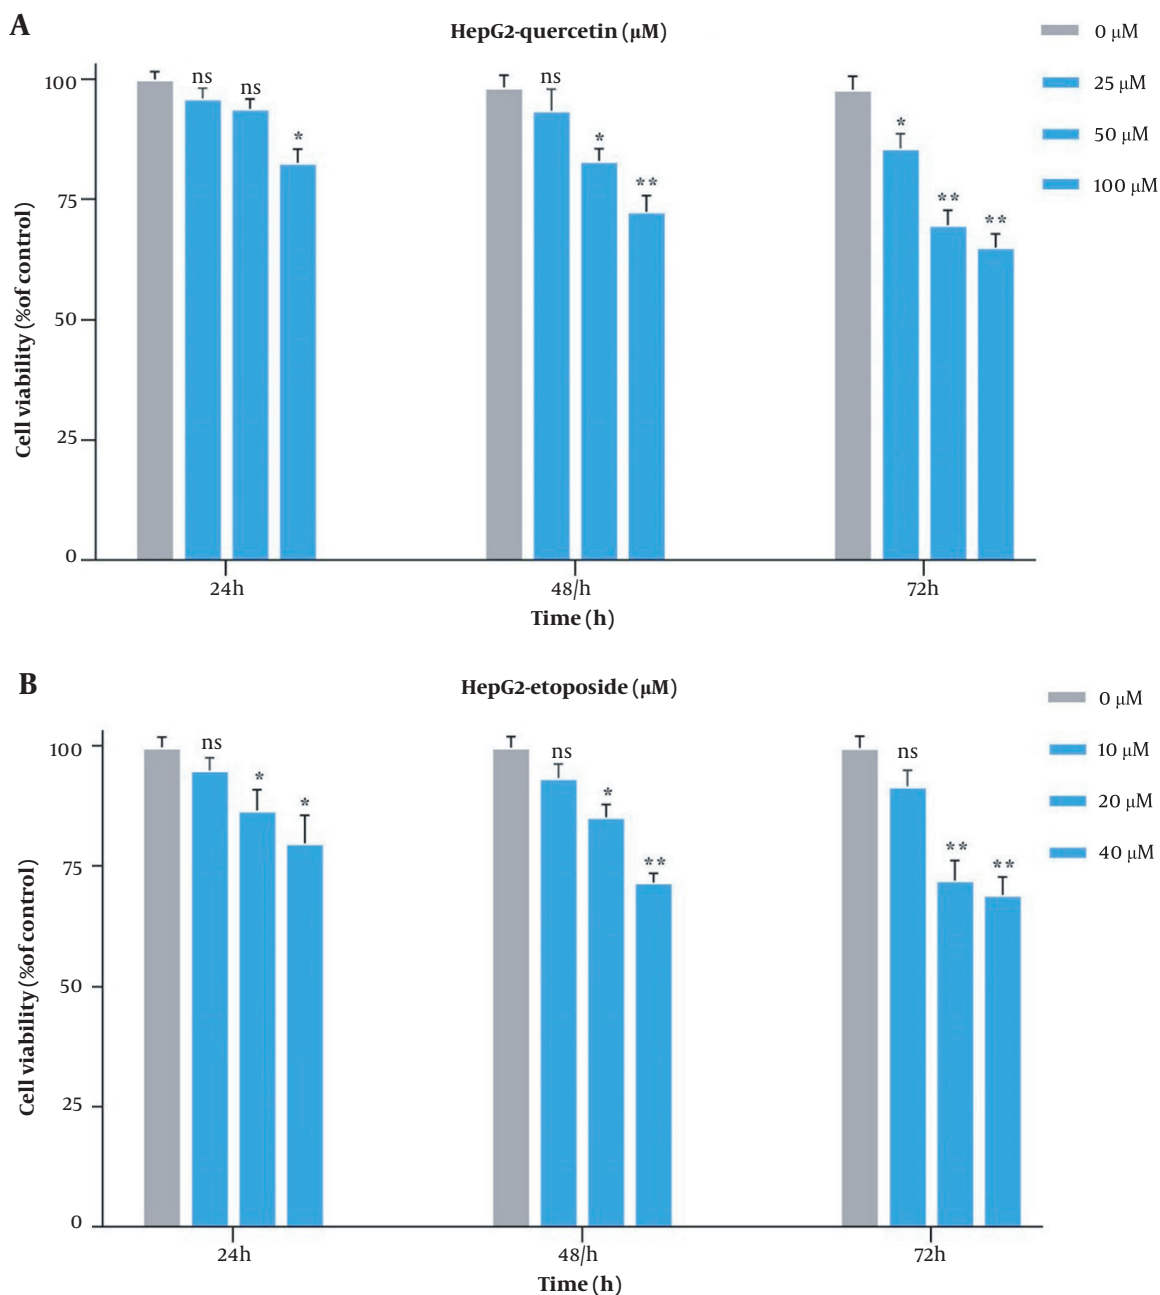 A
HepG2-quercetin (μM)
0 μM
25 μM
50 μM
100 μM
Cell viability (%of control)
100
75
50
25
0
ns
ns
*
ns
*
**
*
**
**
24h
48/h
72h
Time (h)
B
HepG2-etoposide (μM)
0 μM
10 μM
20 μM
40 μM
Cell viability (%of control)
100
75
50
25
0
ns
*
*
ns
*
**
ns
**
**
24h
48/h
72h
Time (h)